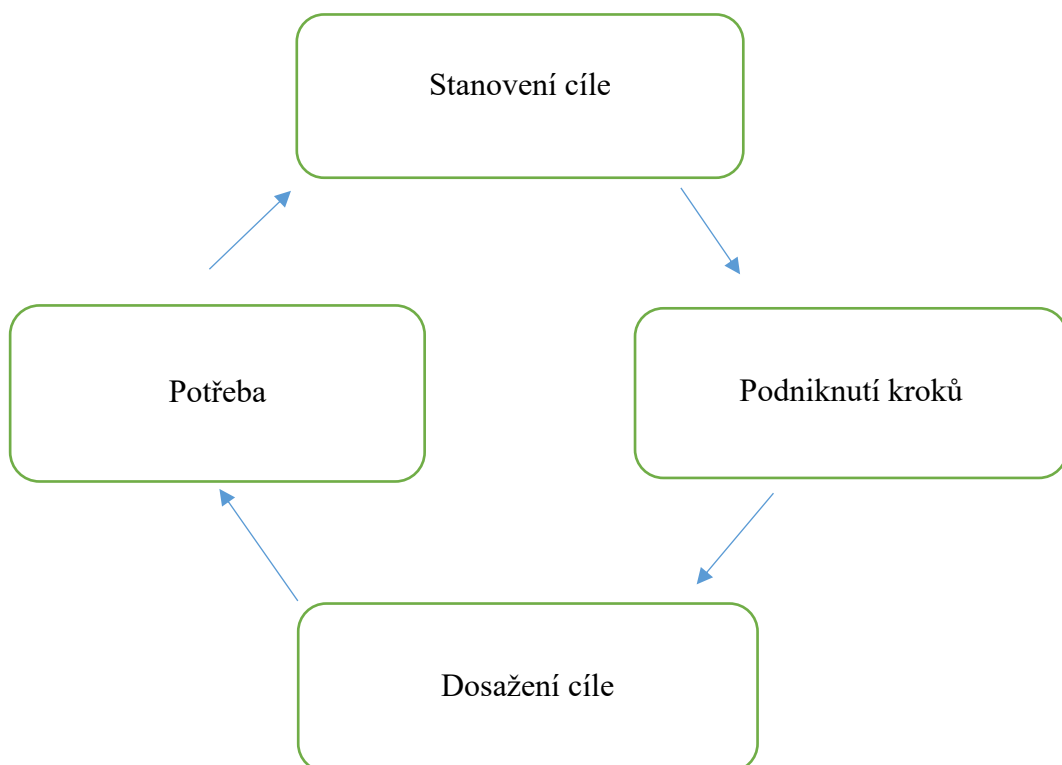 Stanovení cíle
Potřeba
Podniknutí kroků
Dosažení cíle